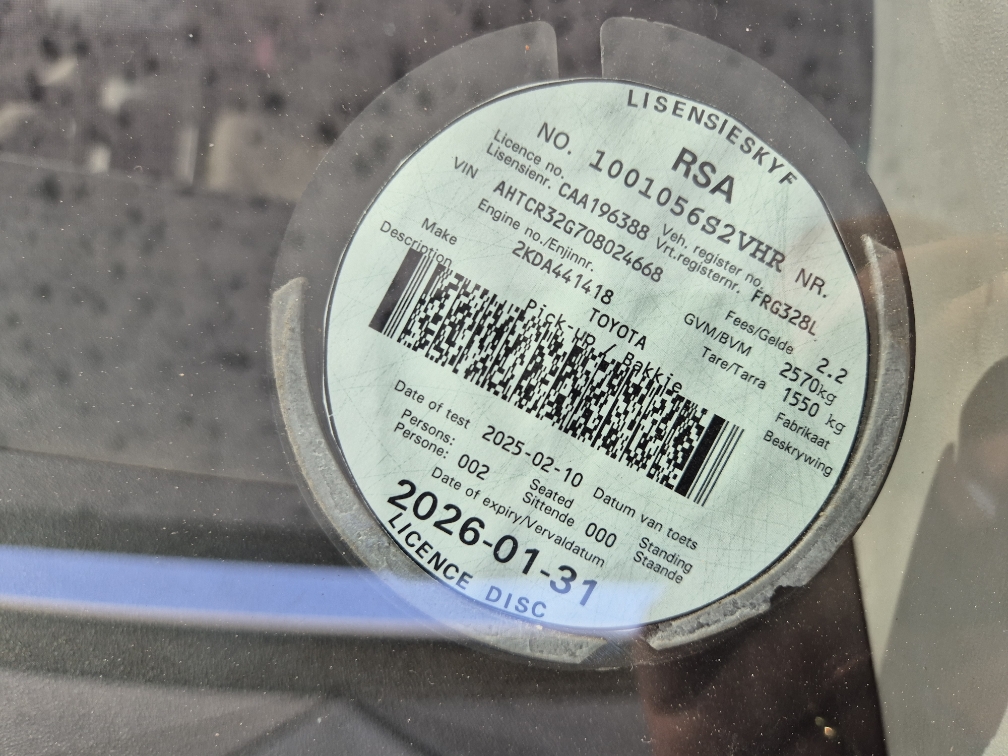 LISENSIESKYF
RSA
NO. 1001056S2VHR NR.
Licence no. Lisensienr. CAA196388 Veh. register no. Vrt.registernr. FRG328L
VIN AHTCR32G708024668 Fees/Gelde 2.2
Engine no./Enjinnr. 2KDA441418 GVM/BVM 2570kg
Tare/Tarra 1550 kg
Make TOYOTA Fabrikaat
Description Pick-up / Bakkie Beskrywing
Date of test 2025-02-10 Datum van toets
Persons: Persone: 002 Seated Sittende 000 Standing Staande
Date of expiry/Vervaldatum
2026-01-31
LICENCE DISC